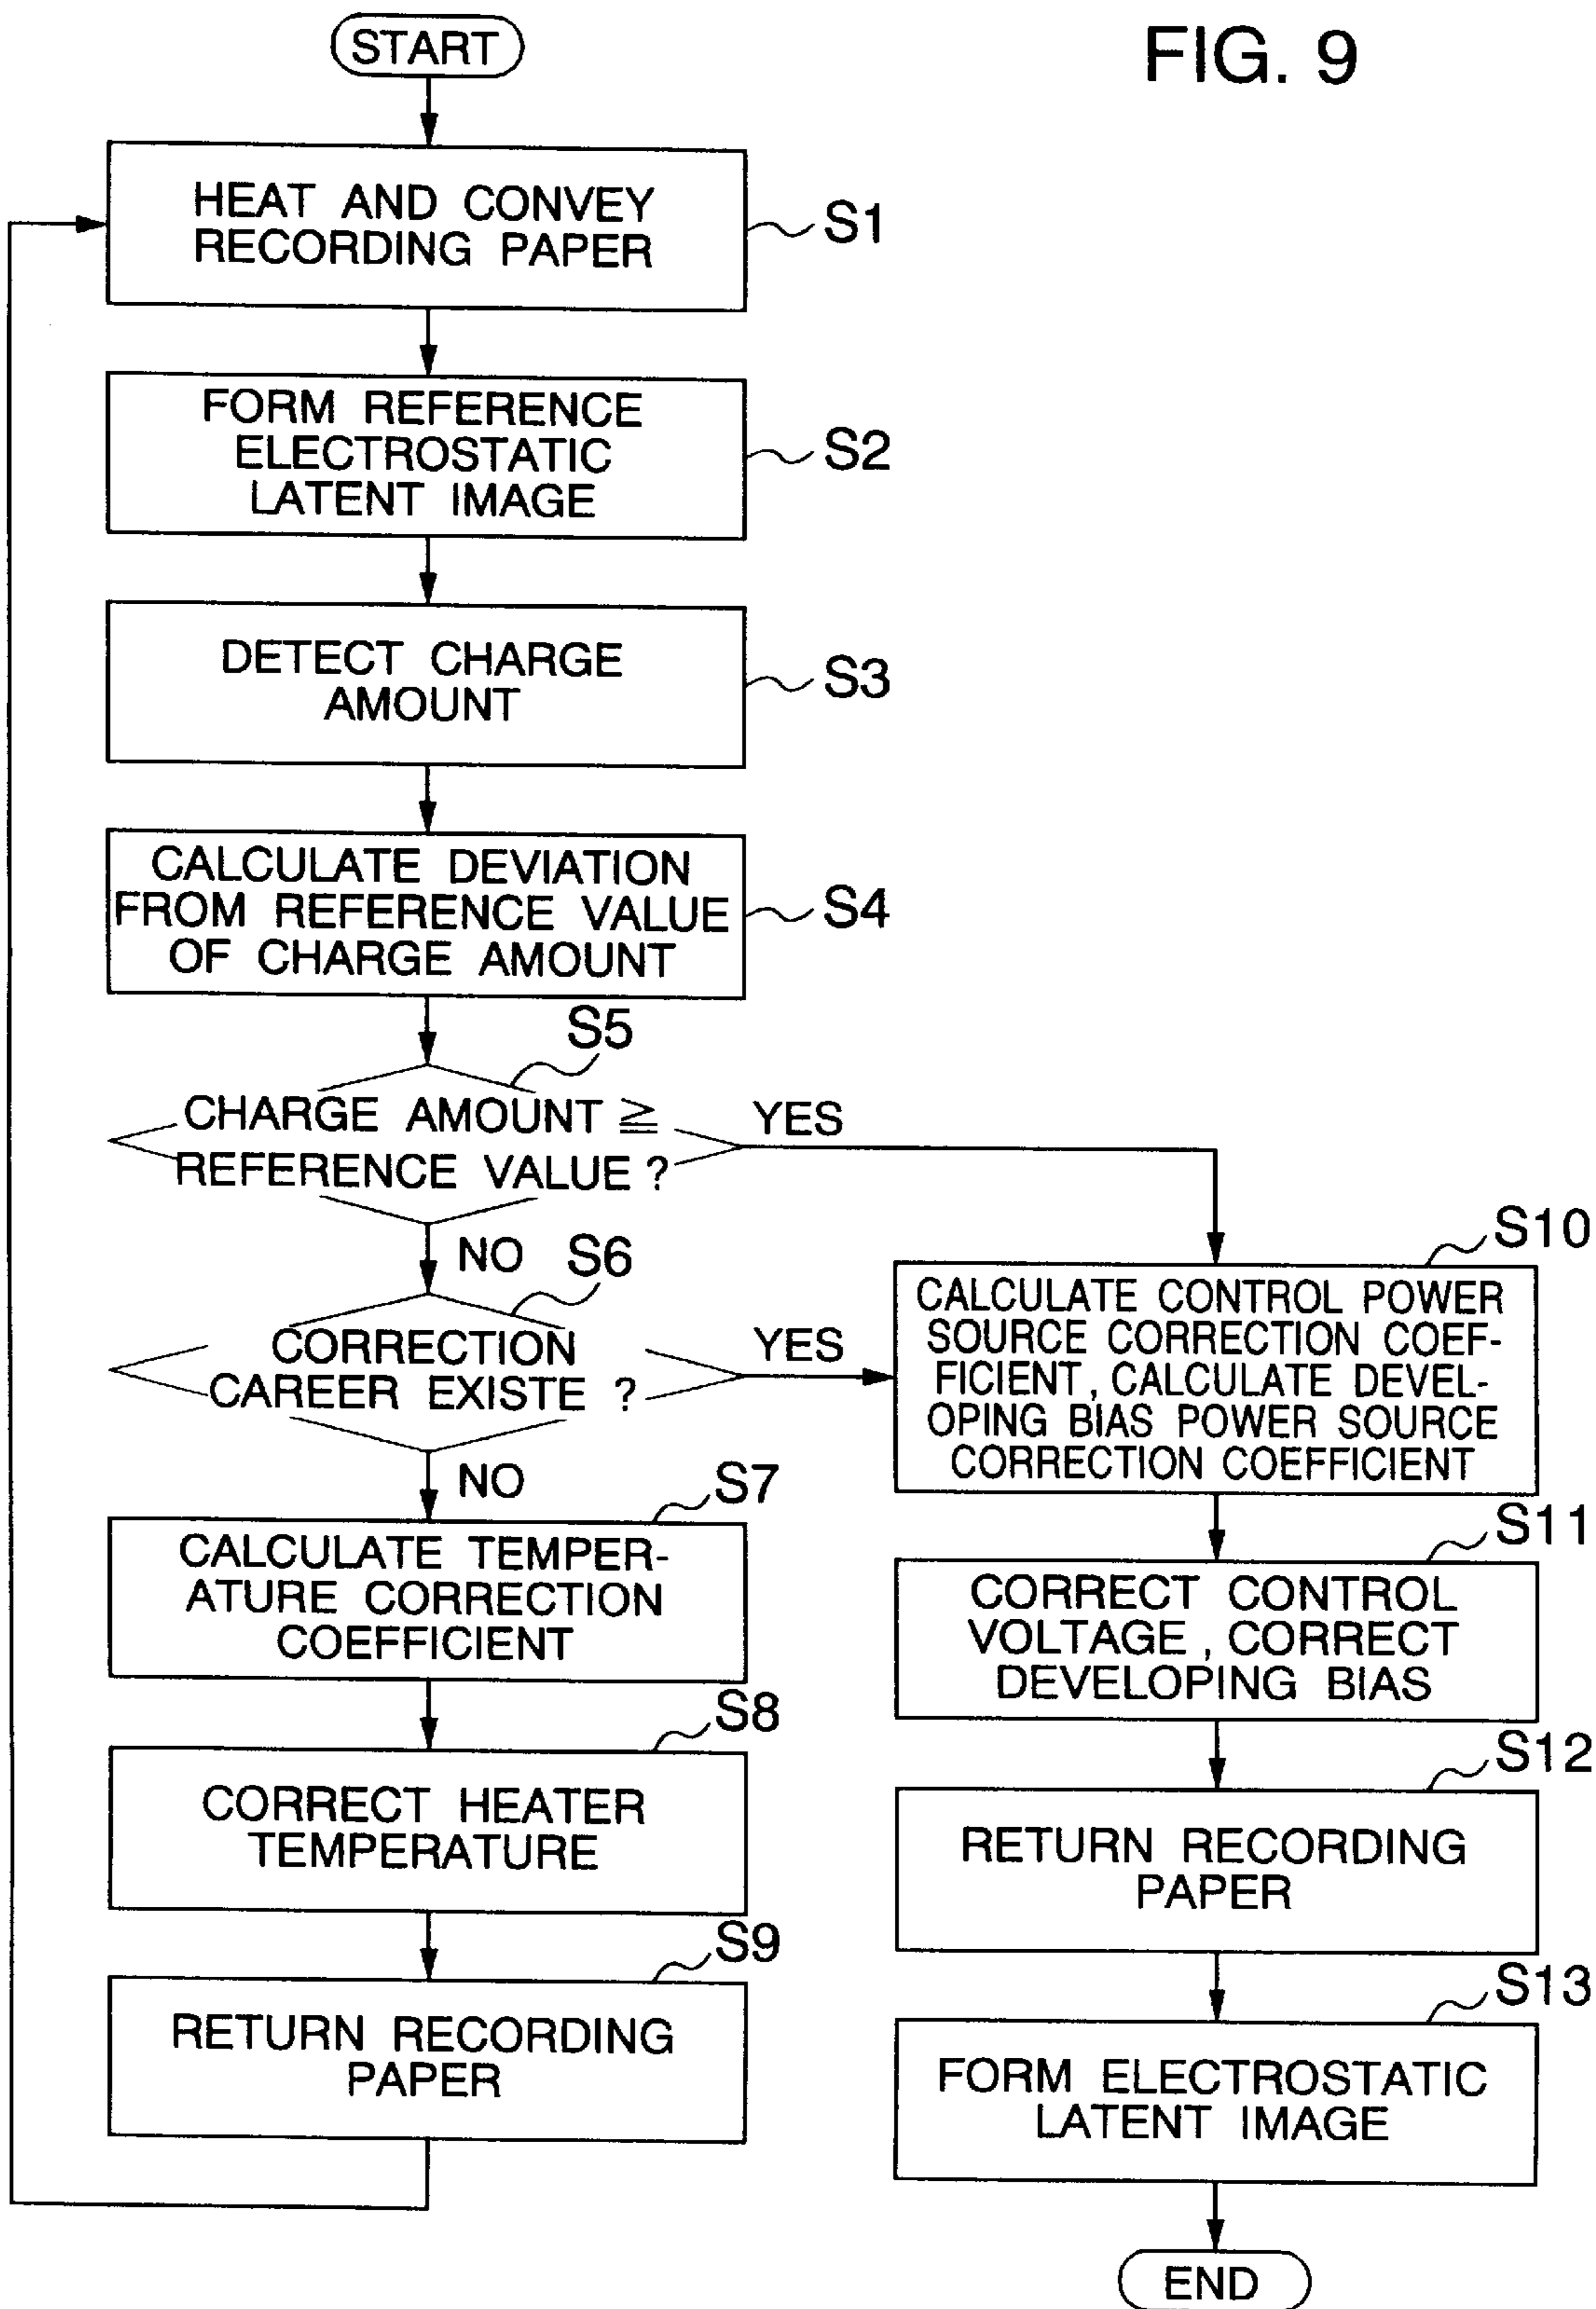 START
FIG. 9
HEAT AND CONVEY
RECORDING PAPER
S1
FORM REFERENCE
ELECTROSTATIC
LATENT IMAGE
S2
DETECT CHARGE
AMOUNT
S3
CALCULATE DEVIATION
FROM REFERENCE VALUE
OF CHARGE AMOUNT
S4
S5
CHARGE AMOUNT ≧
REFERENCE VALUE ?
YES
NO
S6
CORRECTION
CAREER EXISTE ?
YES
NO
S7
CALCULATE TEMPER-
ATURE CORRECTION
COEFFICIENT
S8
CORRECT HEATER
TEMPERATURE
S9
RETURN RECORDING
PAPER
S10
CALCULATE CONTROL POWER
SOURCE CORRECTION COEF-
FICIENT, CALCULATE DEVEL-
OPING BIAS POWER SOURCE
CORRECTION COEFFICIENT
S11
CORRECT CONTROL
VOLTAGE, CORRECT
DEVELOPING BIAS
S12
RETURN RECORDING
PAPER
S13
FORM ELECTROSTATIC
LATENT IMAGE
END